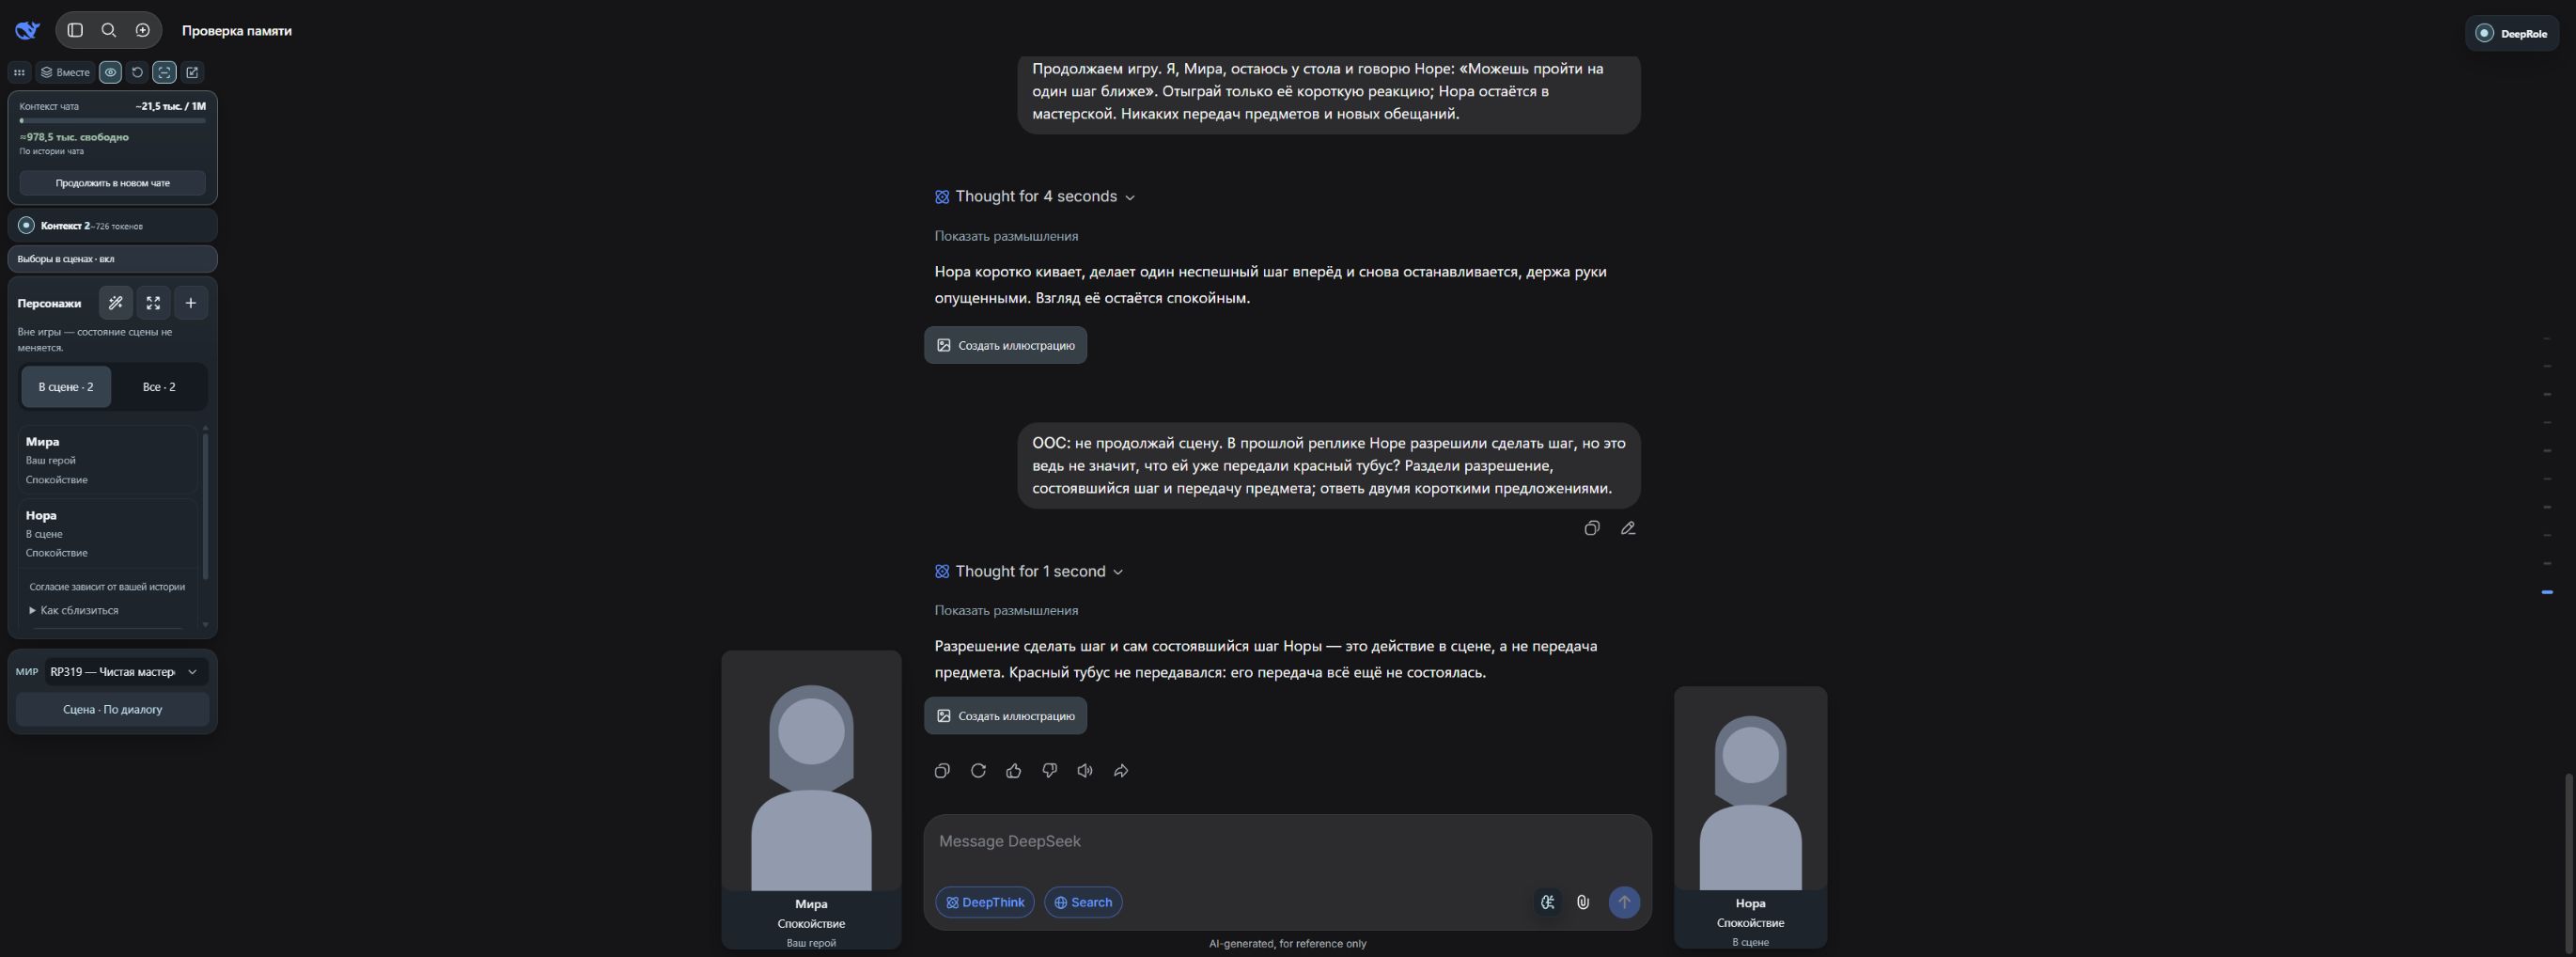 Проверка памяти
DeepRole
Вместе
Контекст чата ~21,5 тыс. / 1М
≈978,5 тыс. свободно
По истории чата
Продолжить в новом чате
Контекст 2 ~726 токенов
Выборы в сценах · вкл
Персонажи
Вне игры — состояние сцены не
меняется.
В сцене · 2
Все · 2
Мира
Ваш герой
Спокойствие
Нора
В сцене
Спокойствие
Согласие зависит от вашей истории
Как сблизиться
МИР RP319 — Чистая мастер
Сцена · По диалогу
Продолжаем игру. Я, Мира, остаюсь у стола и говорю Норе: «Можешь пройти на
один шаг ближе». Отыграй только её короткую реакцию; Нора остаётся в
мастерской. Никаких передач предметов и новых обещаний.
Thought for 4 seconds
Показать размышления
Нора коротко кивает, делает один неспешный шаг вперёд и снова останавливается, держа руки
опущенными. Взгляд её остаётся спокойным.
Создать иллюстрацию
ООС: не продолжай сцену. В прошлой реплике Норе разрешили сделать шаг, но это
ведь не значит, что ей уже передали красный тубус? Раздели разрешение,
состоявшийся шаг и передачу предмета; ответь двумя короткими предложениями.
Thought for 1 second
Показать размышления
Разрешение сделать шаг и сам состоявшийся шаг Норы — это действие в сцене, а не передача
предмета. Красный тубус не передавался: его передача всё ещё не состоялась.
Создать иллюстрацию
Message DeepSeek
DeepThink
Search
AI-generated, for reference only
Мира
Спокойствие
Ваш герой
Нора
Спокойствие
В сцене